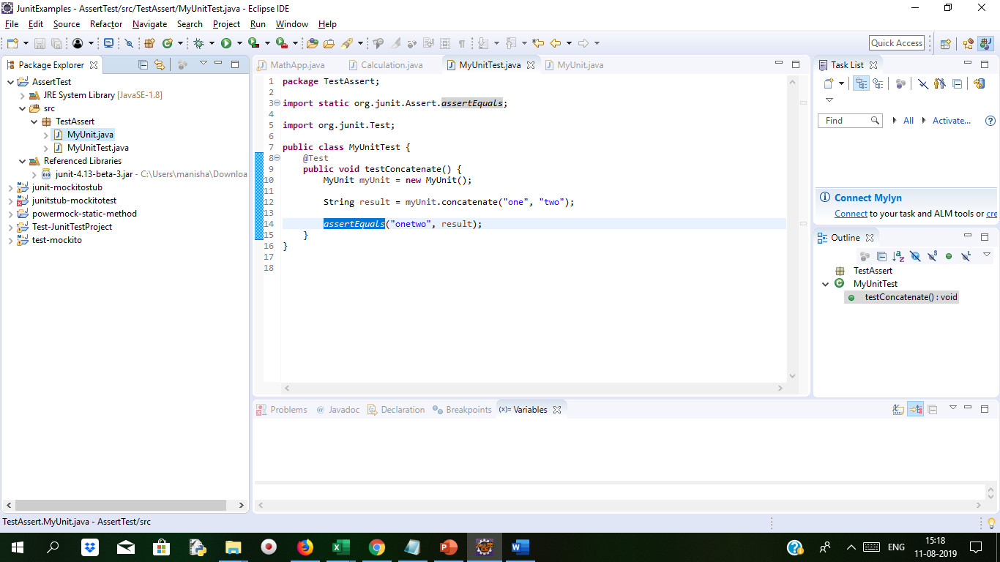 JunitExamples - AssertTest/src/TestAssert/MyUnitTest.java - Eclipse IDE
File Edit Source Refactor Navigate Search Project Run Window Help
Quick Access
Package Explorer
AssertTest
JRE System Library [JavaSE-1.8]
src
TestAssert
MyUnit.java
MyUnitTest.java
Referenced Libraries
junit-4.13-beta-3.jar - C:\Users\manisha\Downloa
junit-mockitostub
junitstub-mockitotest
powermock-static-method
Test-JunitTestProject
test-mockito
MathApp.java Calculation.java MyUnitTest.java MyUnit.java
1 package TestAssert;
2
3 import static org.junit.Assert.assertEquals;
4
5 import org.junit.Test;
6
7 public class MyUnitTest {
8 @Test
9 public void testConcatenate() {
10 MyUnit myUnit = new MyUnit();
11
12 String result = myUnit.concatenate("one", "two");
13
14 assertEquals("onetwo", result);
15 }
16 }
17
18
Task List
Find All Activate...
Connect Mylyn
Connect to your task and ALM tools or cre
Outline
TestAssert
MyUnitTest
testConcatenate() : void
Problems @ Javadoc Declaration Breakpoints (x)= Variables
TestAssert.MyUnit.java - AssertTest/src
ENG
15:18
11-08-2019